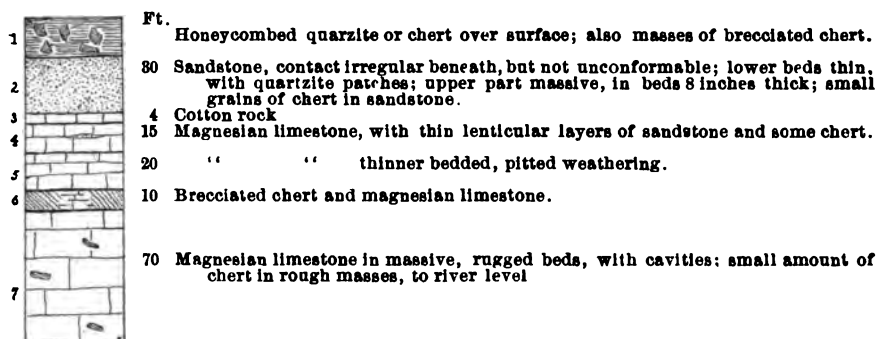 Ft.
1 Honeycombed quarzite or chert over surface; also masses of brecciated chert.
2 80 Sandstone, contact irregular beneath, but not unconformable; lower beds thin,
with quartzite patches; upper part massive, in beds 8 inches thick; small
grains of chert in sandstone.
3 4 Cotton rock
4 15 Magnesian limestone, with thin lenticular layers of sandstone and some chert.
5 20 " " thinner bedded, pitted weathering.
6 10 Brecciated chert and magnesian limestone.
7 70 Magnesian limestone in massive, rugged beds, with cavities; small amount of
chert in rough masses, to river level